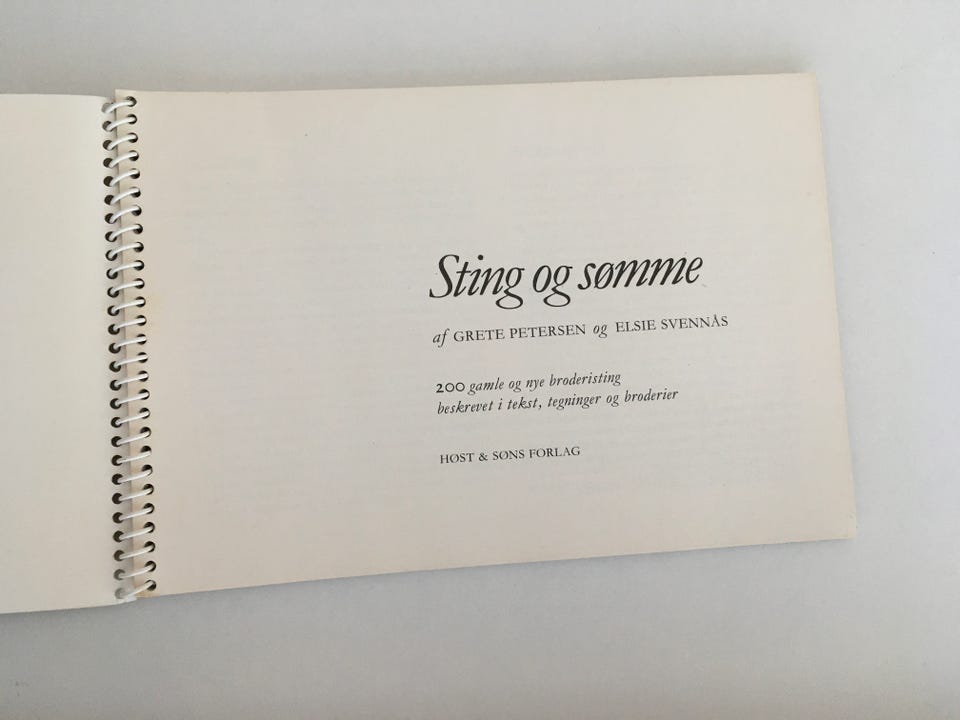 Sting og sømme
af GRETE PETERSEN og ELSIE SVENNÅS
200 gamle og nye broderisting
beskrevet i tekst, tegninger og broderier
HØST & SØNS FORLAG